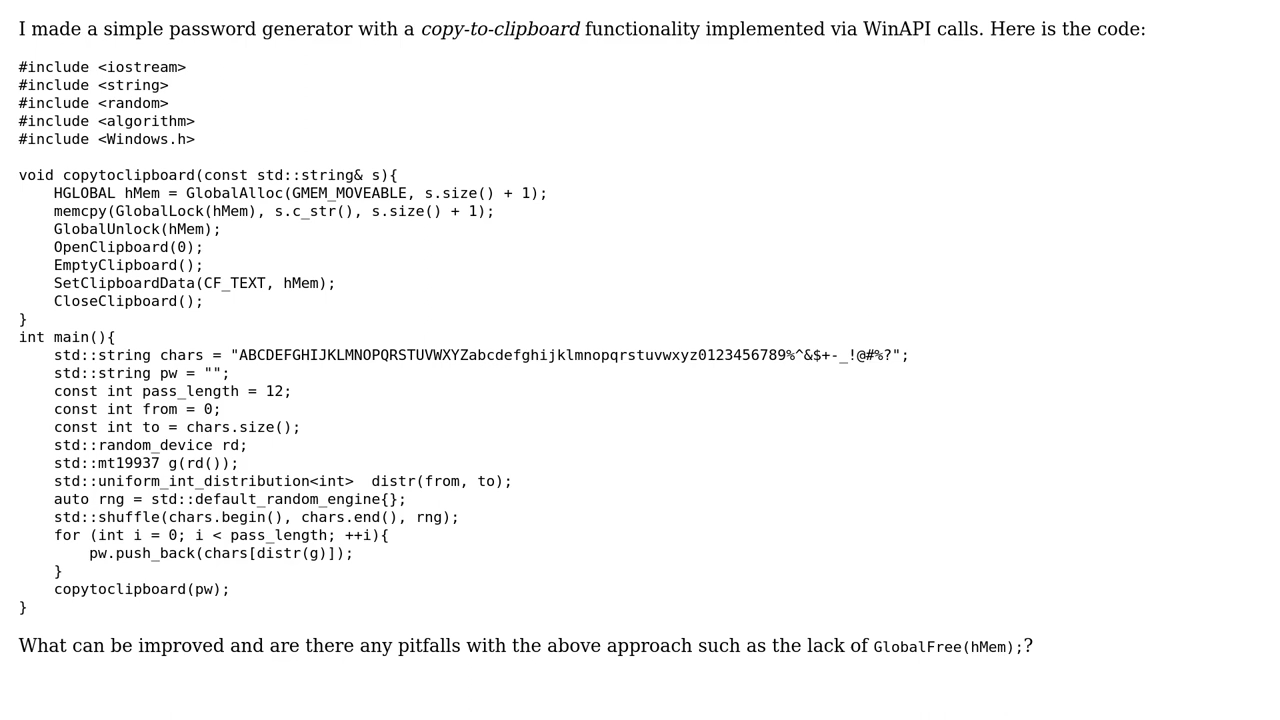 I made a simple password generator with a copy-to-clipboard functionality implemented via WinAPI calls. Here is the code:
#include <iostream>
#include <string>
#include <random>
#include <algorithm>
#include <Windows.h>

void copytoclipboard(const std::string& s){
    HGLOBAL hMem = GlobalAlloc(GMEM_MOVEABLE, s.size() + 1);
    memcpy(GlobalLock(hMem), s.c_str(), s.size() + 1);
    GlobalUnlock(hMem);
    OpenClipboard(0);
    EmptyClipboard();
    SetClipboardData(CF_TEXT, hMem);
    CloseClipboard();
}
int main(){
    std::string chars = "ABCDEFGHIJKLMNOPQRSTUVWXYZabcdefghijklmnopqrstuvwxyz0123456789%^&$+-_!@#%?";
    std::string pw = "";
    const int pass_length = 12;
    const int from = 0;
    const int to = chars.size();
    std::random_device rd;
    std::mt19937 g(rd());
    std::uniform_int_distribution<int>  distr(from, to);
    auto rng = std::default_random_engine{};
    std::shuffle(chars.begin(), chars.end(), rng);
    for (int i = 0; i < pass_length; ++i){
        pw.push_back(chars[distr(g)]);
    }
    copytoclipboard(pw);
}
What can be improved and are there any pitfalls with the above approach such as the lack of GlobalFree(hMem);?